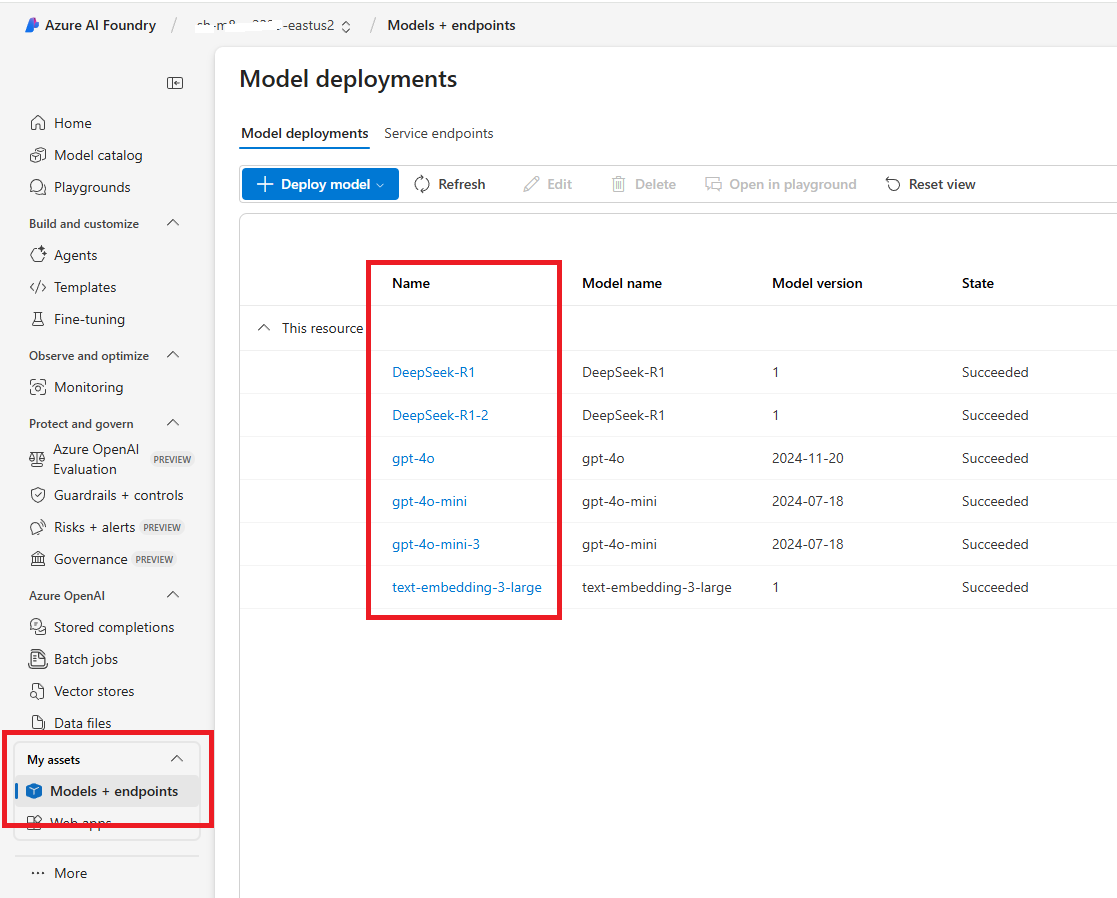 Azure AI Foundry / -eastus2 / Models + endpoints
Model deployments
Home
Model catalog
Playgrounds
Build and customize
Agents
Templates
Fine-tuning
Observe and optimize
Monitoring
Protect and govern
Azure OpenAI
Evaluation PREVIEW
Guardrails + controls
Risks + alerts PREVIEW
Governance PREVIEW
Azure OpenAI
Stored completions
Batch jobs
Vector stores
Data files
My assets
Models + endpoints
Web apps
··· More
Model deployments Service endpoints
Deploy model Refresh Edit Delete Open in playground Reset view
Name Model name Model version State
This resource
DeepSeek-R1 DeepSeek-R1 1 Succeeded
DeepSeek-R1-2 DeepSeek-R1 1 Succeeded
gpt-4o gpt-4o 2024-11-20 Succeeded
gpt-4o-mini gpt-4o-mini 2024-07-18 Succeeded
gpt-4o-mini-3 gpt-4o-mini 2024-07-18 Succeeded
text-embedding-3-large text-embedding-3-large 1 Succeeded